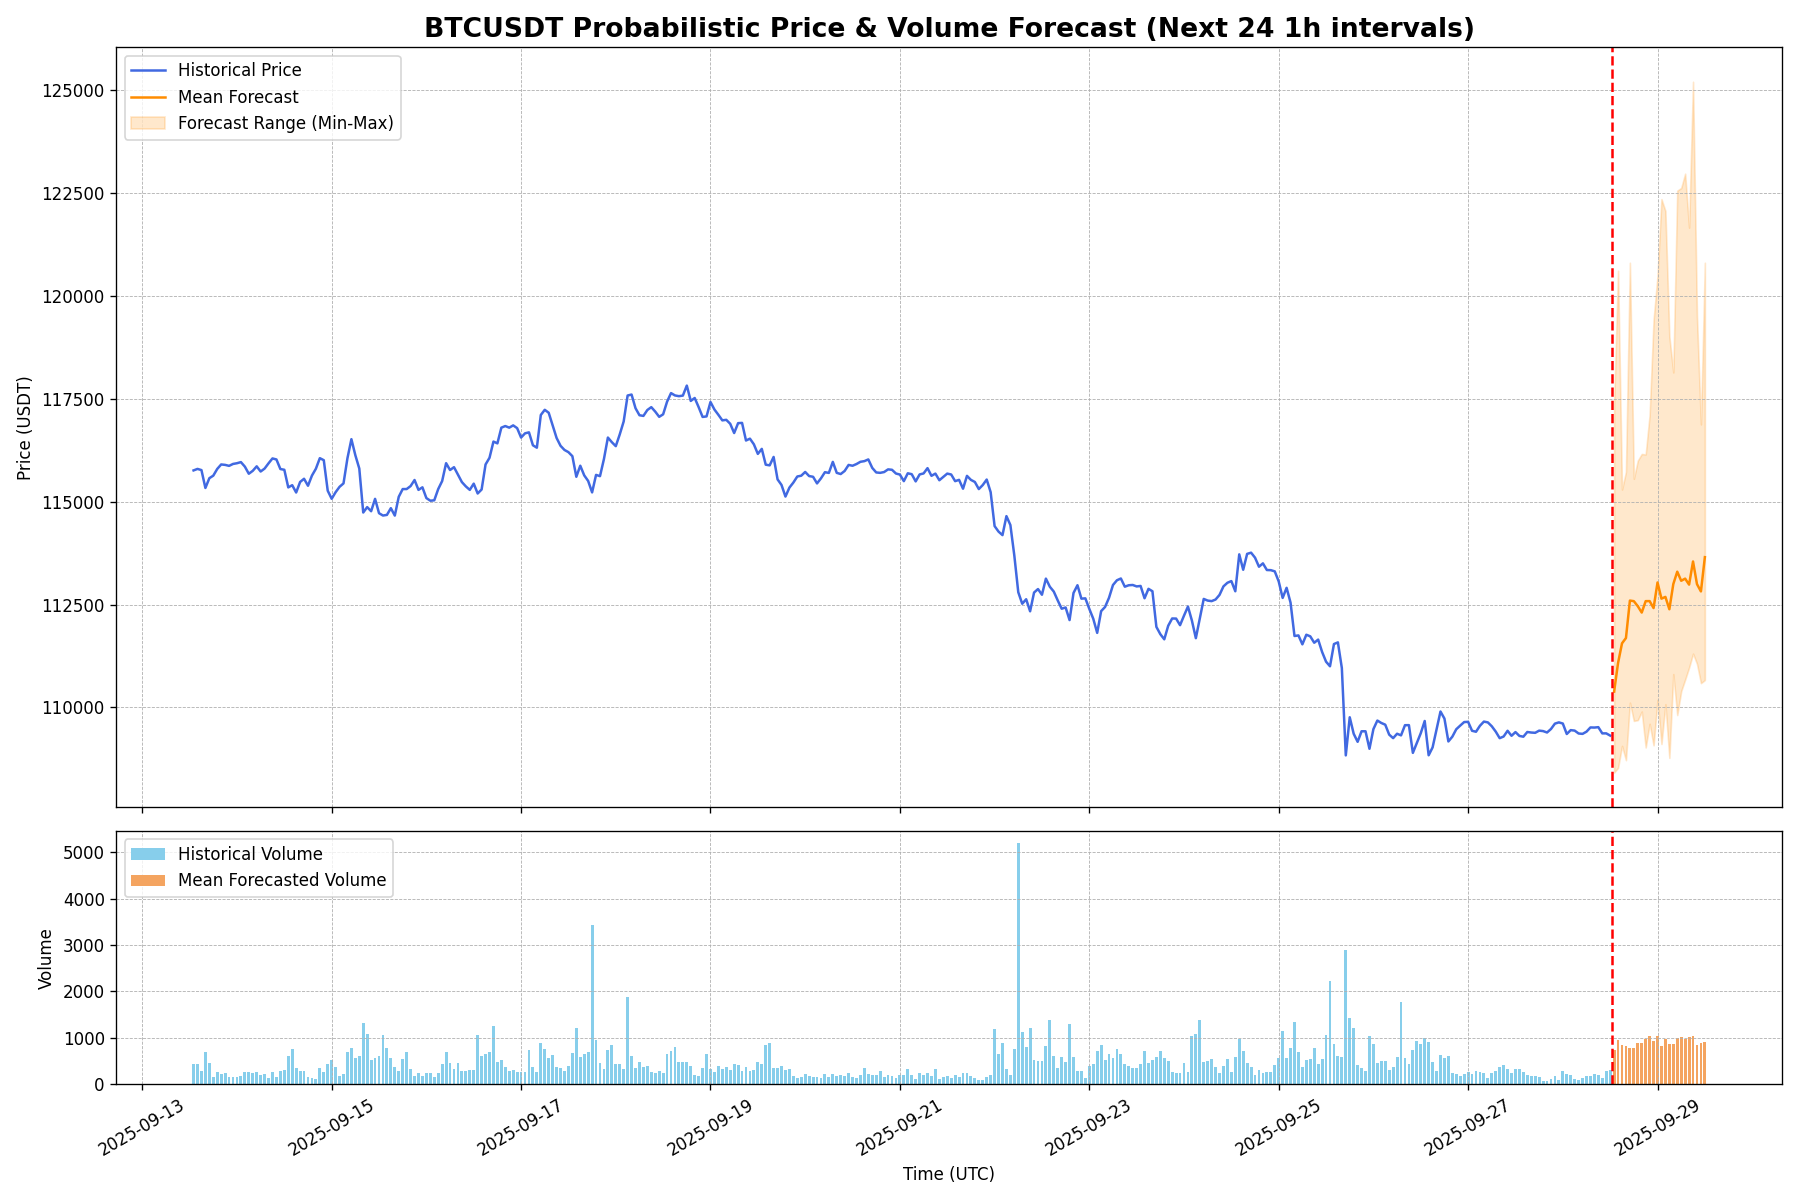 BTCUSDT Probabilistic Price & Volume Forecast (Next 24 1h intervals)
Historical Price
Mean Forecast
Forecast Range (Min-Max)
125000
122500
120000
117500
115000
112500
110000
Price (USDT)
Historical Volume
Mean Forecasted Volume
5000
4000
3000
2000
1000
0
Volume
2025-09-13
2025-09-15
2025-09-17
2025-09-19
2025-09-21
2025-09-23
2025-09-25
2025-09-27
2025-09-29
Time (UTC)